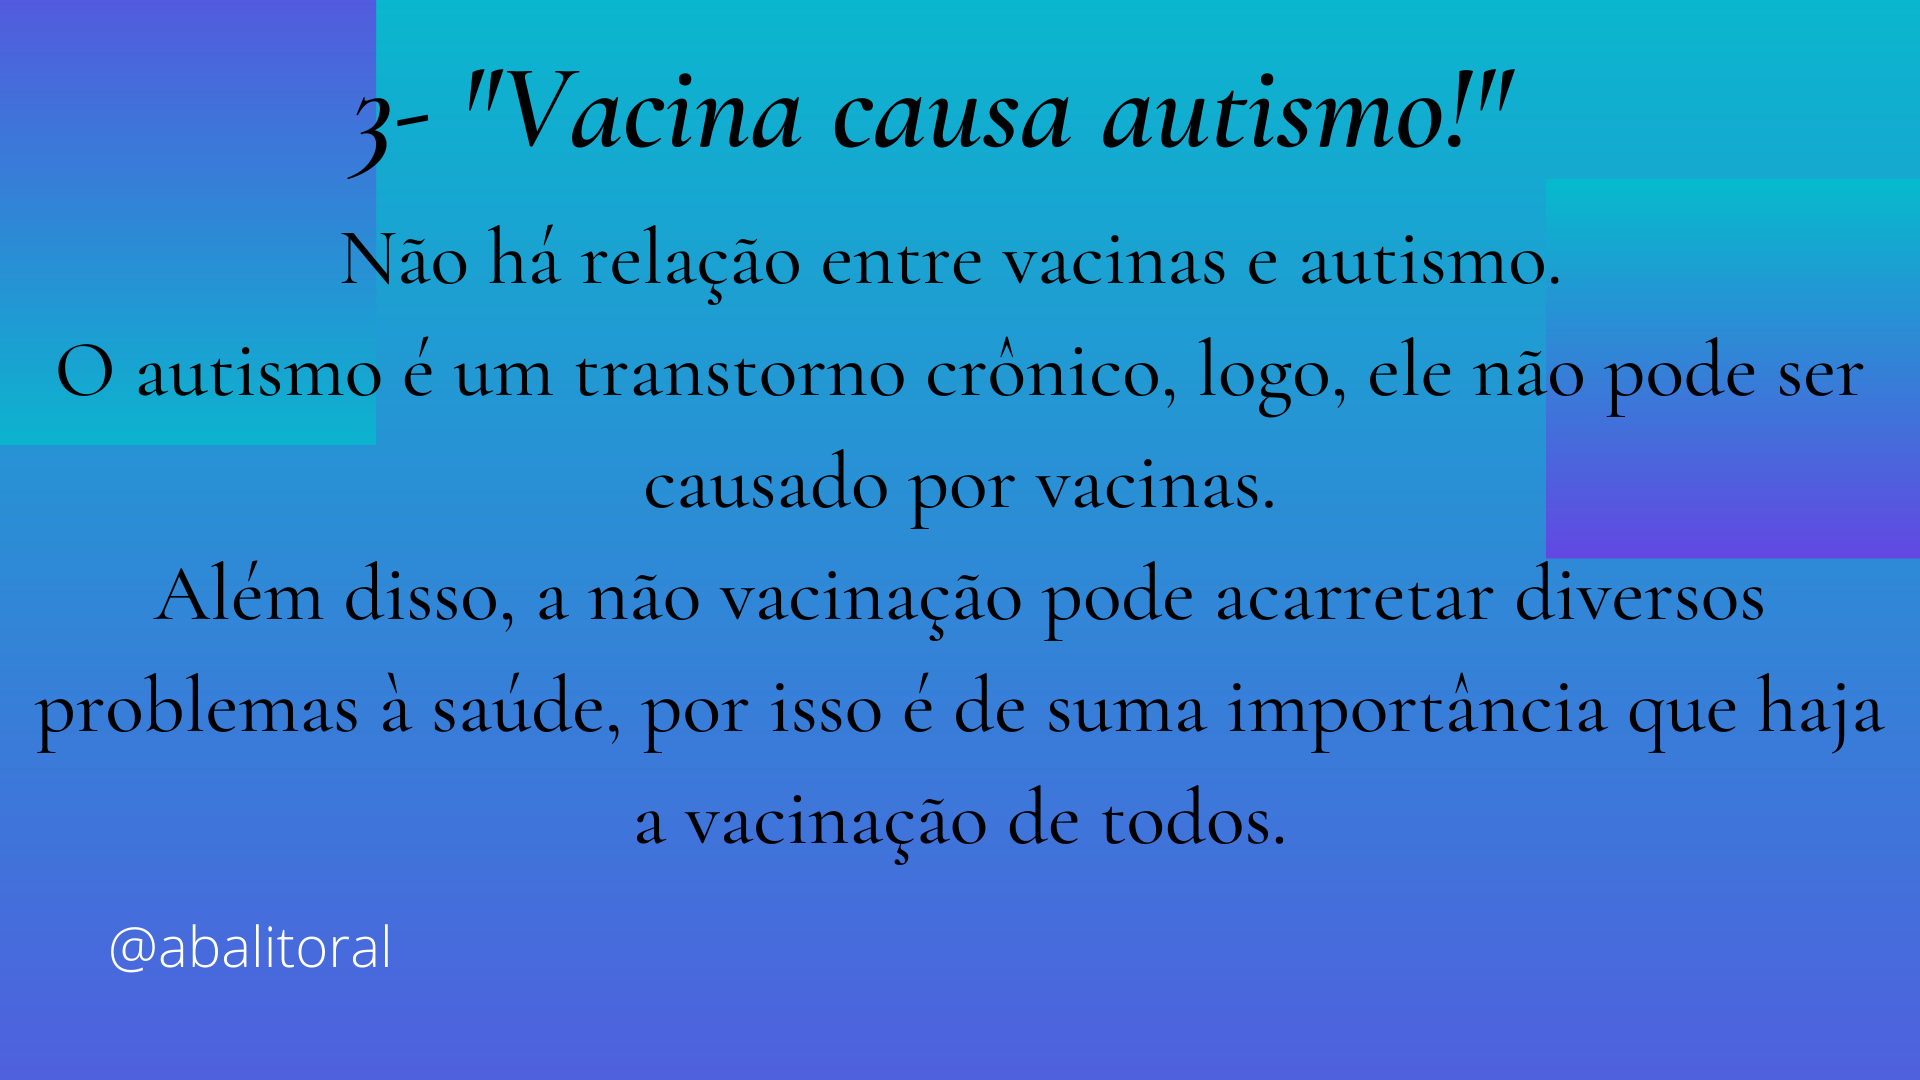 3- "Vacina causa autismo!"
Não há relação entre vacinas e autismo.
O autismo é um transtorno crônico, logo, ele não pode ser
causado por vacinas.
Além disso, a não vacinação pode acarretar diversos
problemas à saúde, por isso é de suma importância que haja
a vacinação de todos.
@abalitoral